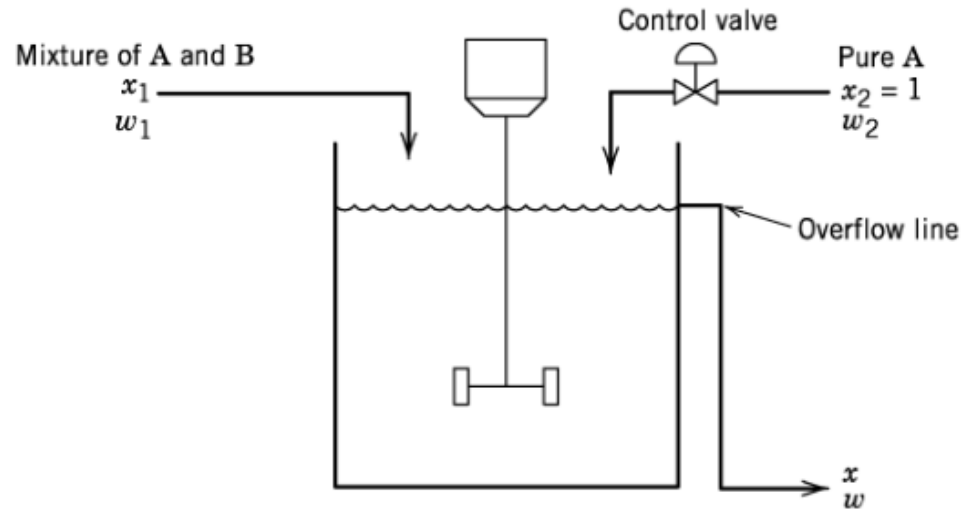 Control valve
Mixture of A and B
x1
w1
Pure A
x2 = 1
w2
Overflow line
x
w